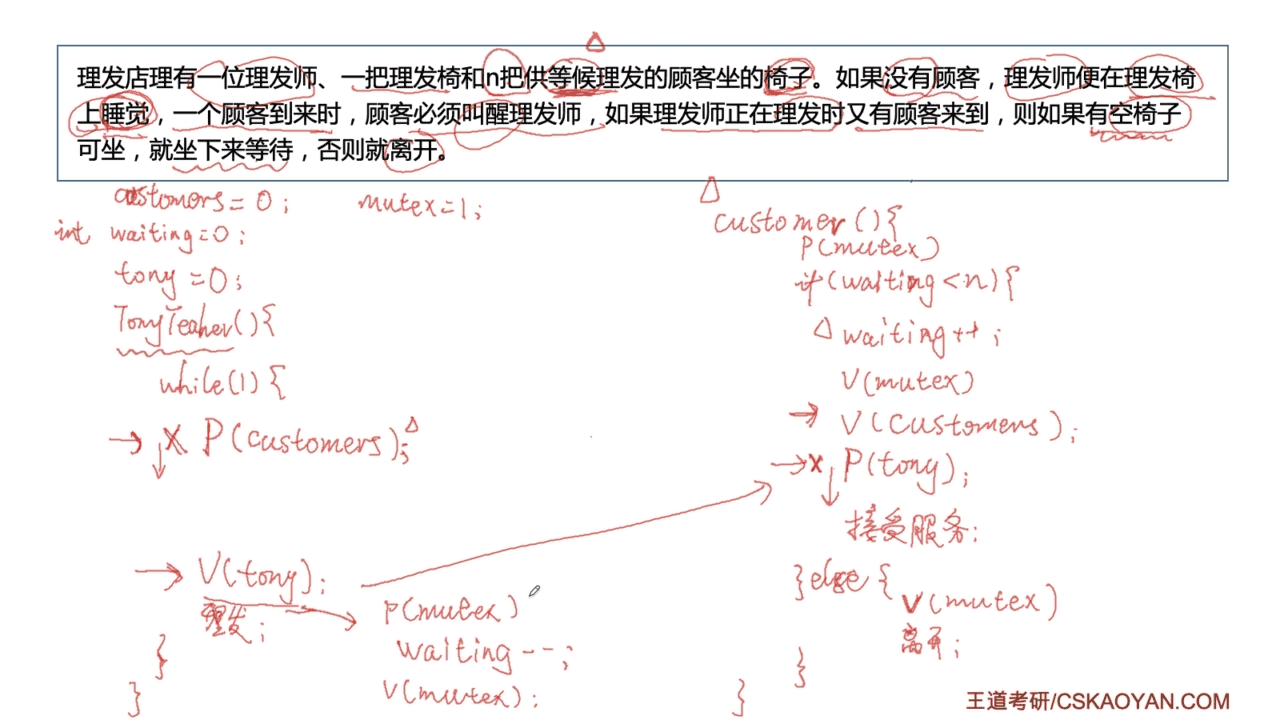 理发店理有一位理发师、一把理发椅和n把供等候理发的顾客坐的椅子。如果没有顾客，理发师便在理发椅
上睡觉，一个顾客到来时，顾客必须叫醒理发师，如果理发师正在理发时又有顾客来到，则如果有空椅子
可坐，就坐下来等待，否则就离开。
customers=0; mutex=1;
int waiting=0;
tony=0;
TonyTeaher(){
while(1){
X P(customers);
V(tony);
理发;
}
}
P(mutex)
waiting--;
V(mutex);
customer(){
P(mutex)
if(waiting<n){
waiting++;
V(mutex)
V(customers);
x P(tony);
接受服务;
}else{
V(mutex)
离开;
}
}
王道考研/CSKAOYAN.COM